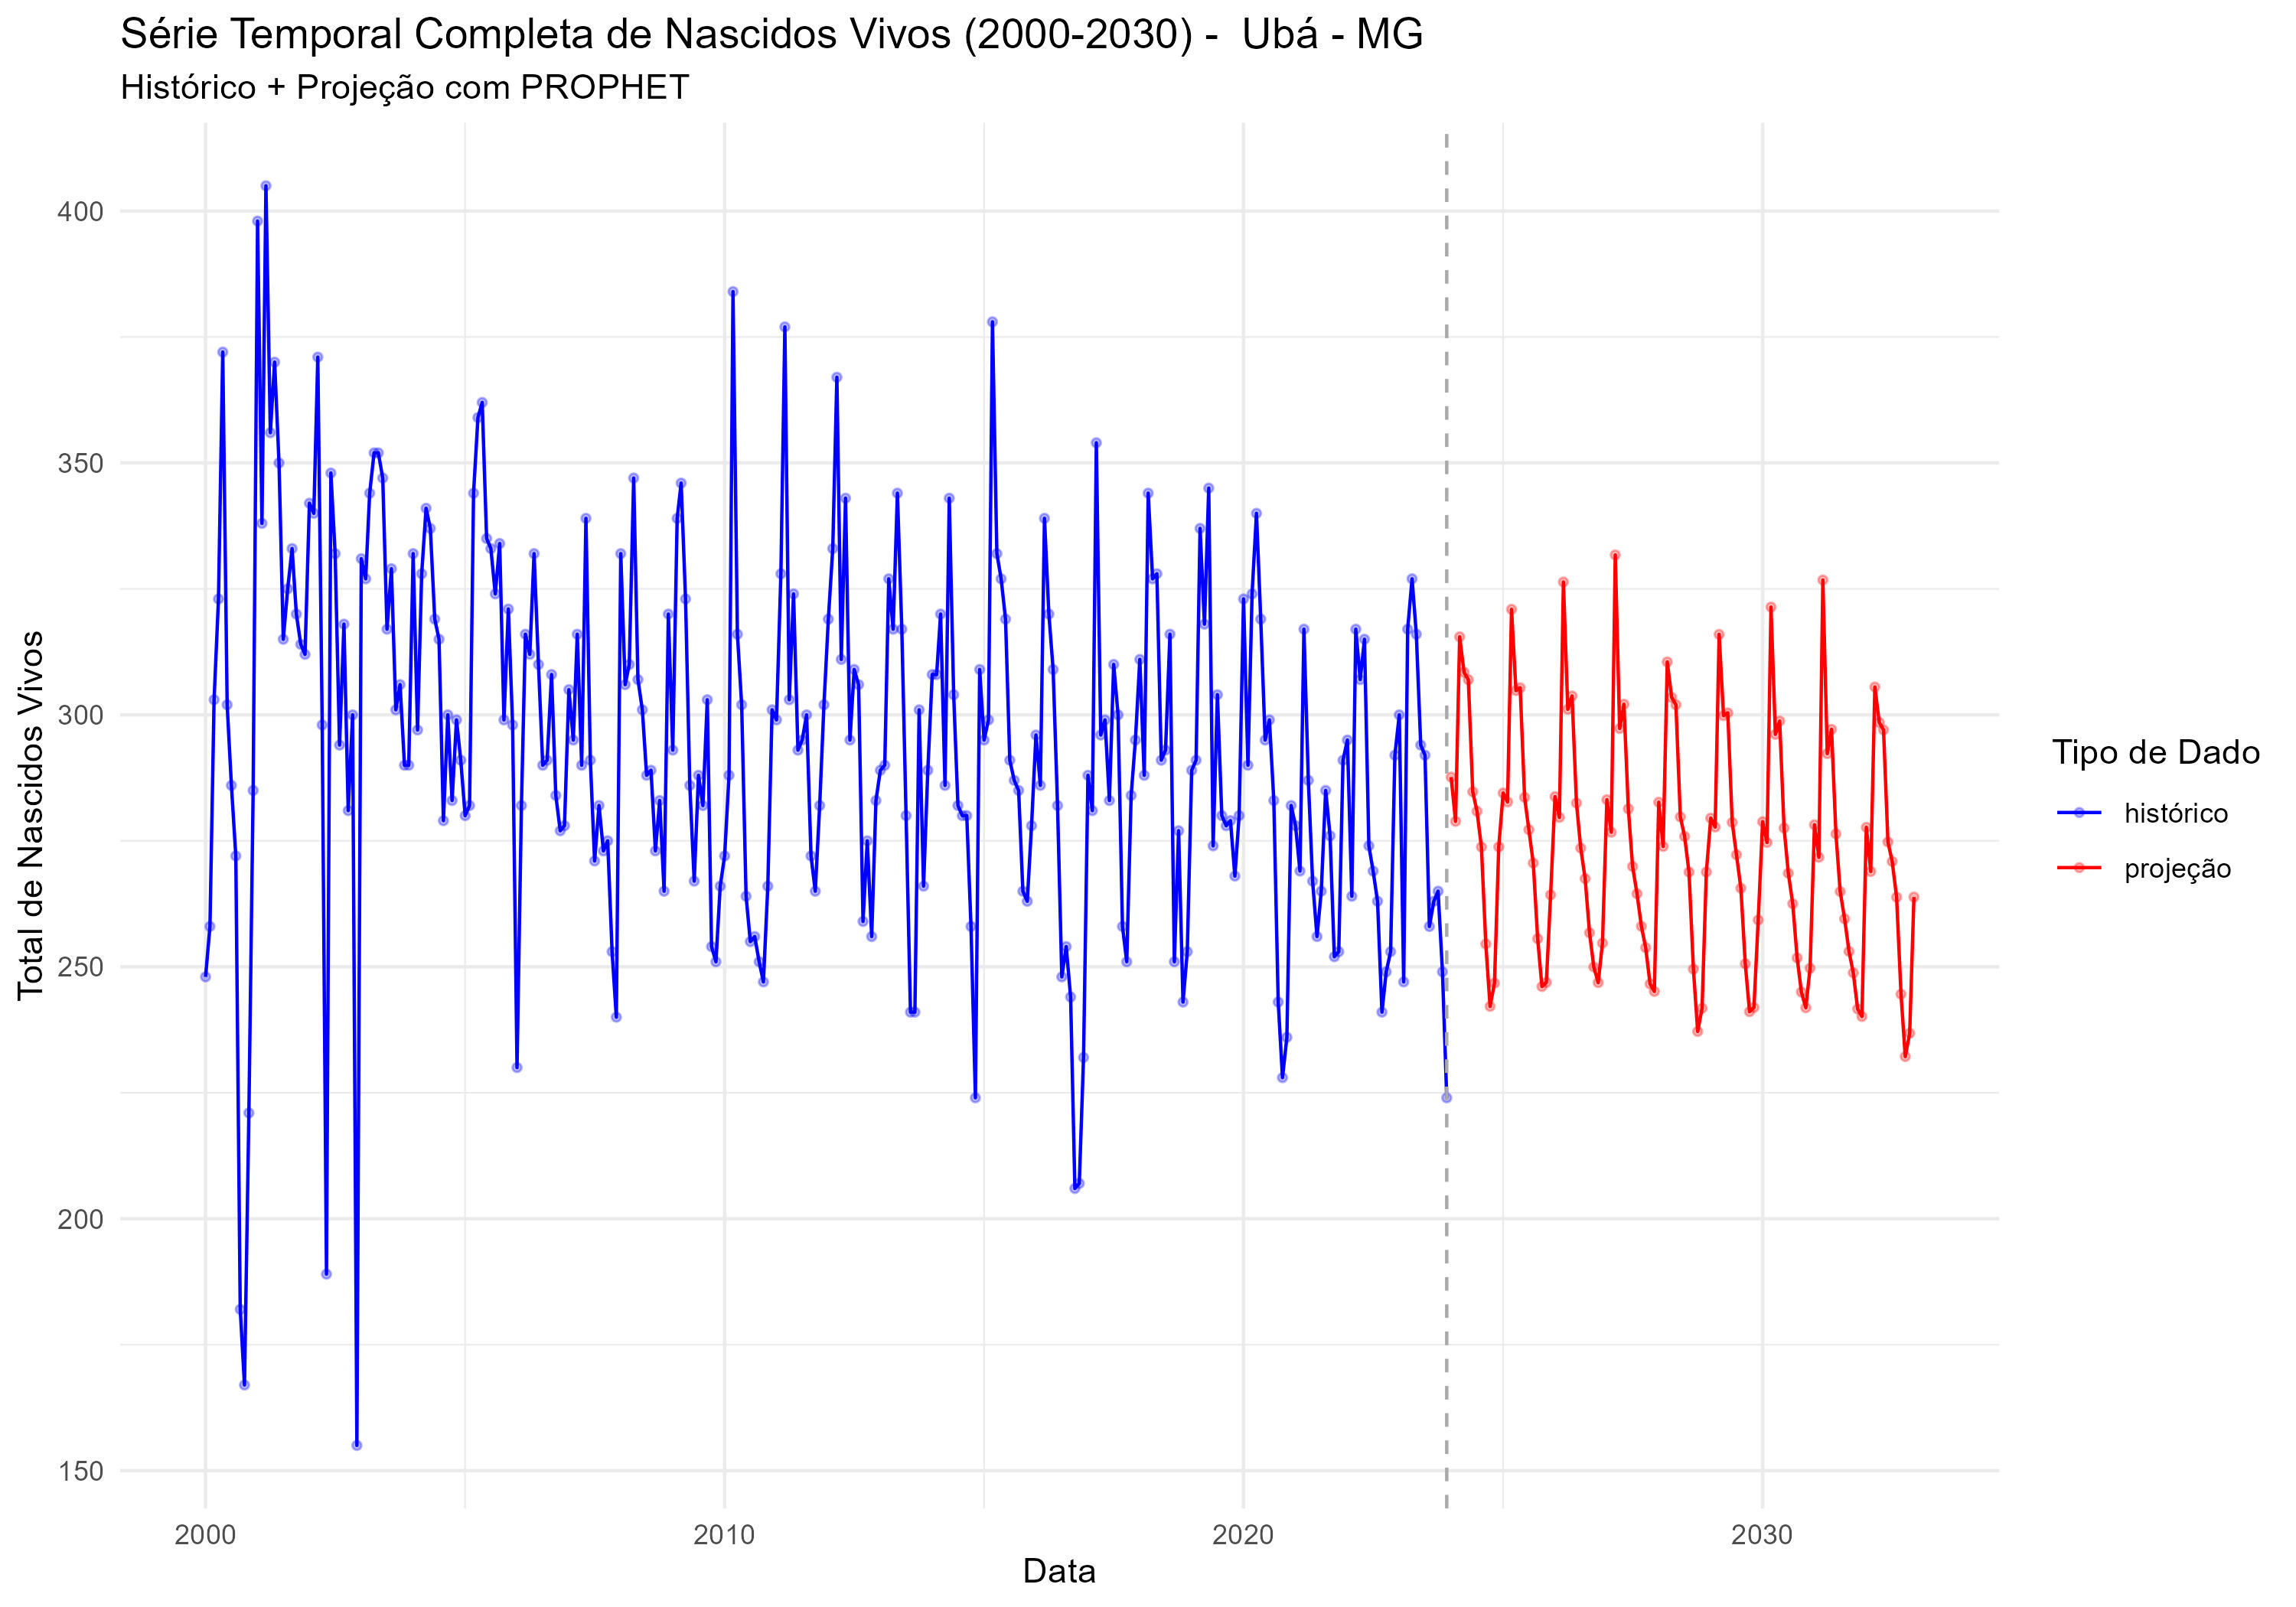 Série Temporal Completa de Nascidos Vivos (2000-2030) -  Ubá - MG
Histórico + Projeção com PROPHET
Total de Nascidos Vivos
400
350
300
250
200
150
2000
2010
2020
2030
Data
Tipo de Dado
histórico
projeção